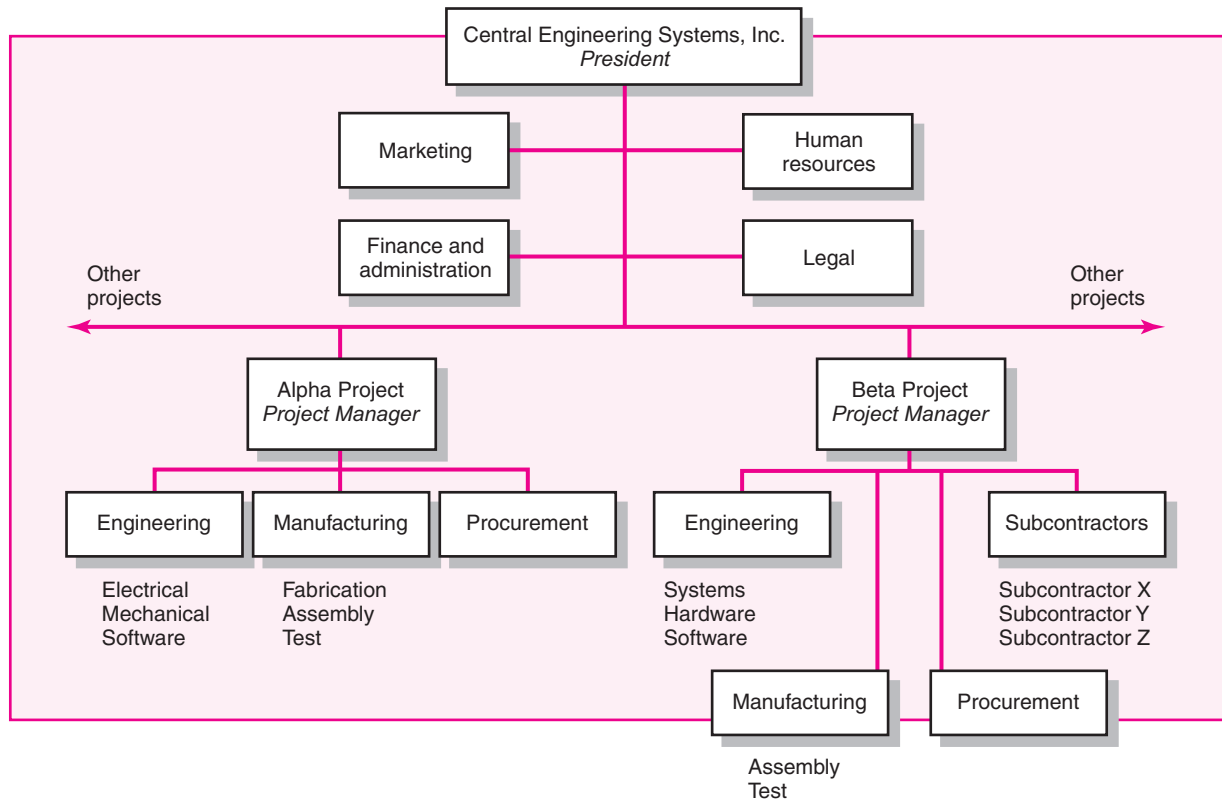 Central Engineering Systems, Inc.
President
Marketing
Human
resources
Finance and
administration
Legal
Other
projects
Other
projects
Alpha Project
Project Manager
Beta Project
Project Manager
Engineering
Manufacturing
Procurement
Engineering
Subcontractors
Electrical
Mechanical
Software
Fabrication
Assembly
Test
Systems
Hardware
Software
Subcontractor X
Subcontractor Y
Subcontractor Z
Manufacturing
Procurement
Assembly
Test